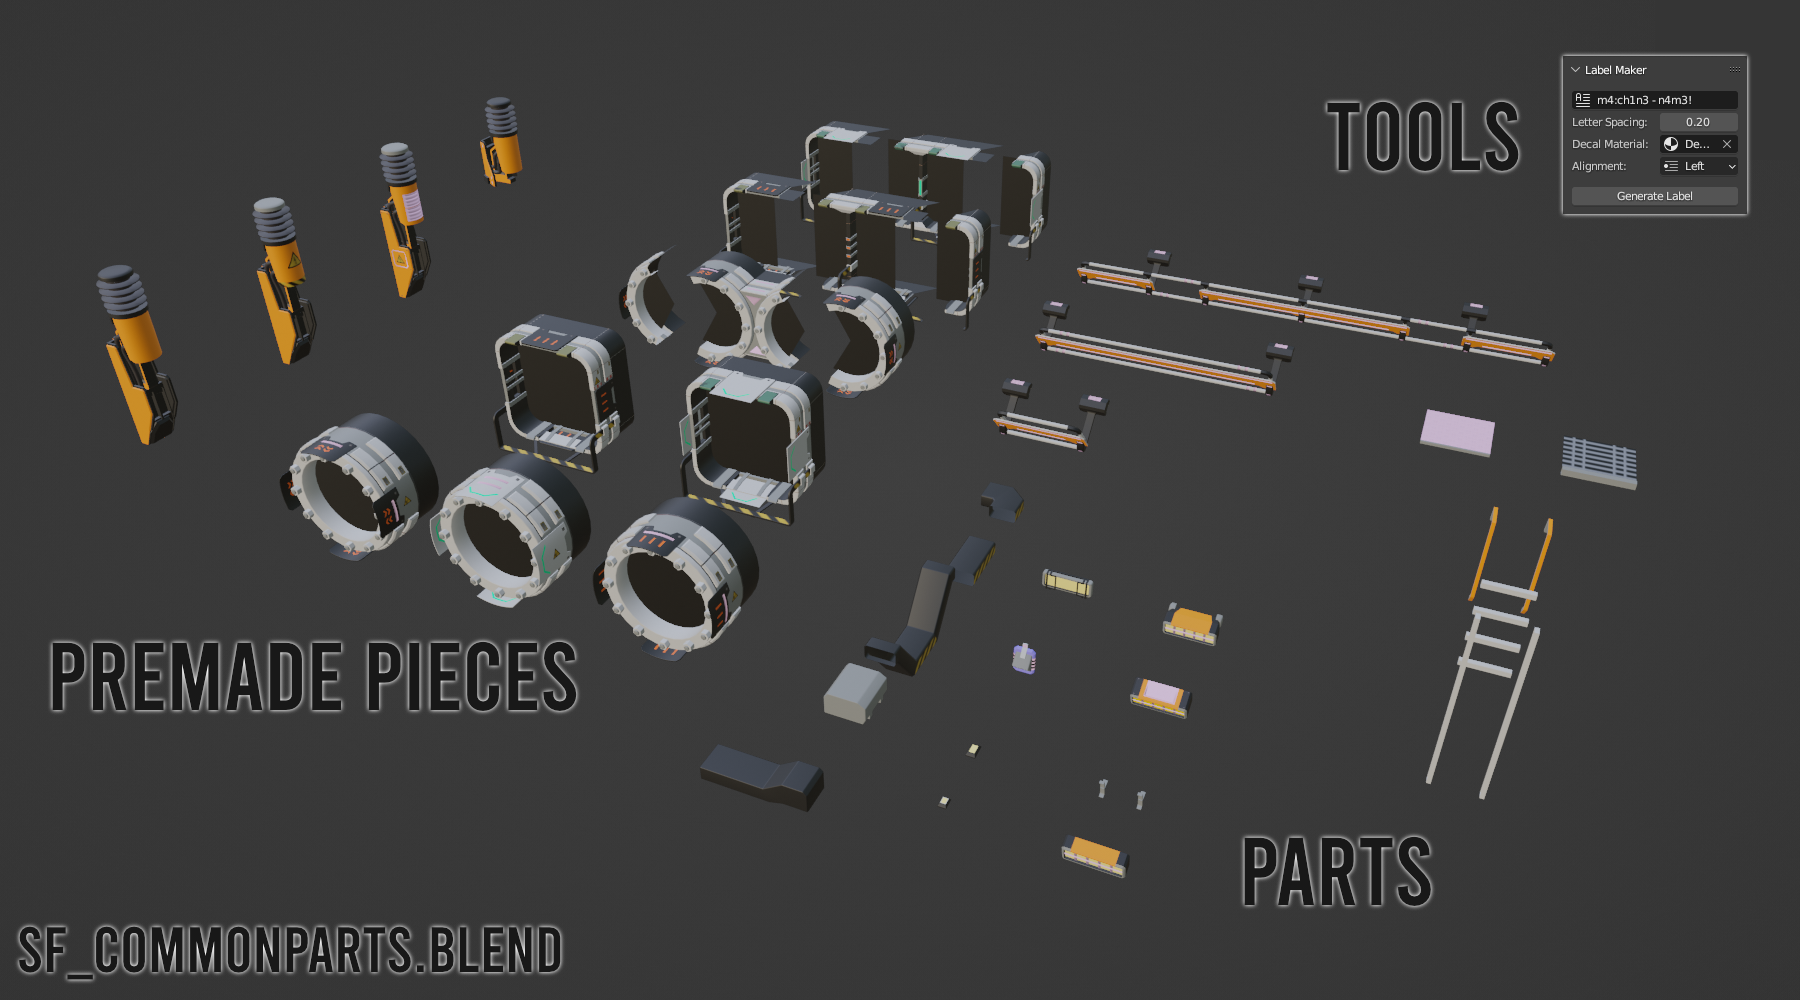 TOOLS
Label Maker
m4:ch1n3 - n4m3!
Letter Spacing: 0.20
Decal Material: De...
Alignment: Left
Generate Label
PREMADE PIECES
PARTS
SF_COMMONPARTS.BLEND